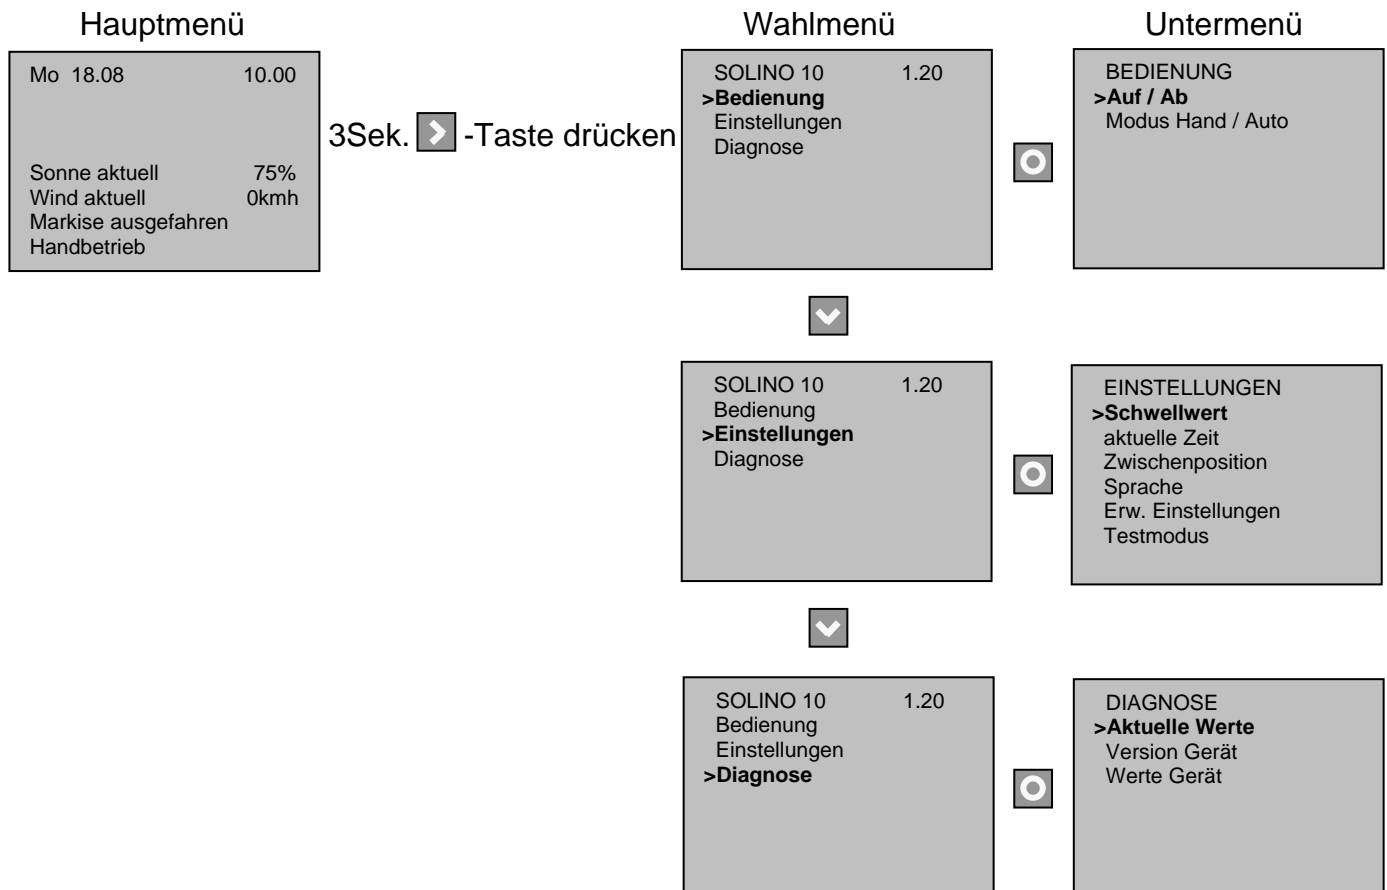 Hauptmenü
Wahlmenü
Untermenü
Mo 18.08 10.00
Sonne aktuell 75%
Wind aktuell 0kmh
Markise ausgefahren
Handbetrieb
3Sek. > -Taste drücken
SOLINO 10 1.20
>Bedienung
Einstellungen
Diagnose
BEDIENUNG
>Auf / Ab
Modus Hand / Auto
SOLINO 10 1.20
Bedienung
>Einstellungen
Diagnose
EINSTELLUNGEN
>Schwellwert
aktuelle Zeit
Zwischenposition
Sprache
Erw. Einstellungen
Testmodus
SOLINO 10 1.20
Bedienung
Einstellungen
>Diagnose
DIAGNOSE
>Aktuelle Werte
Version Gerät
Werte Gerät